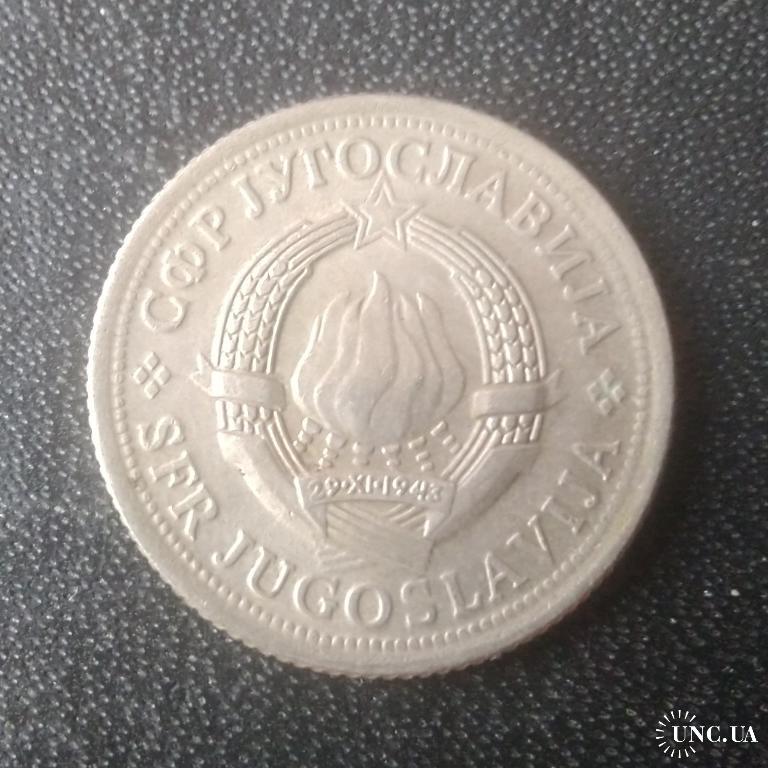 СФР ЈУГОСЛАВИЈА
29·XI·1943
SFR JUGOSLAVIJA
UNC.UA